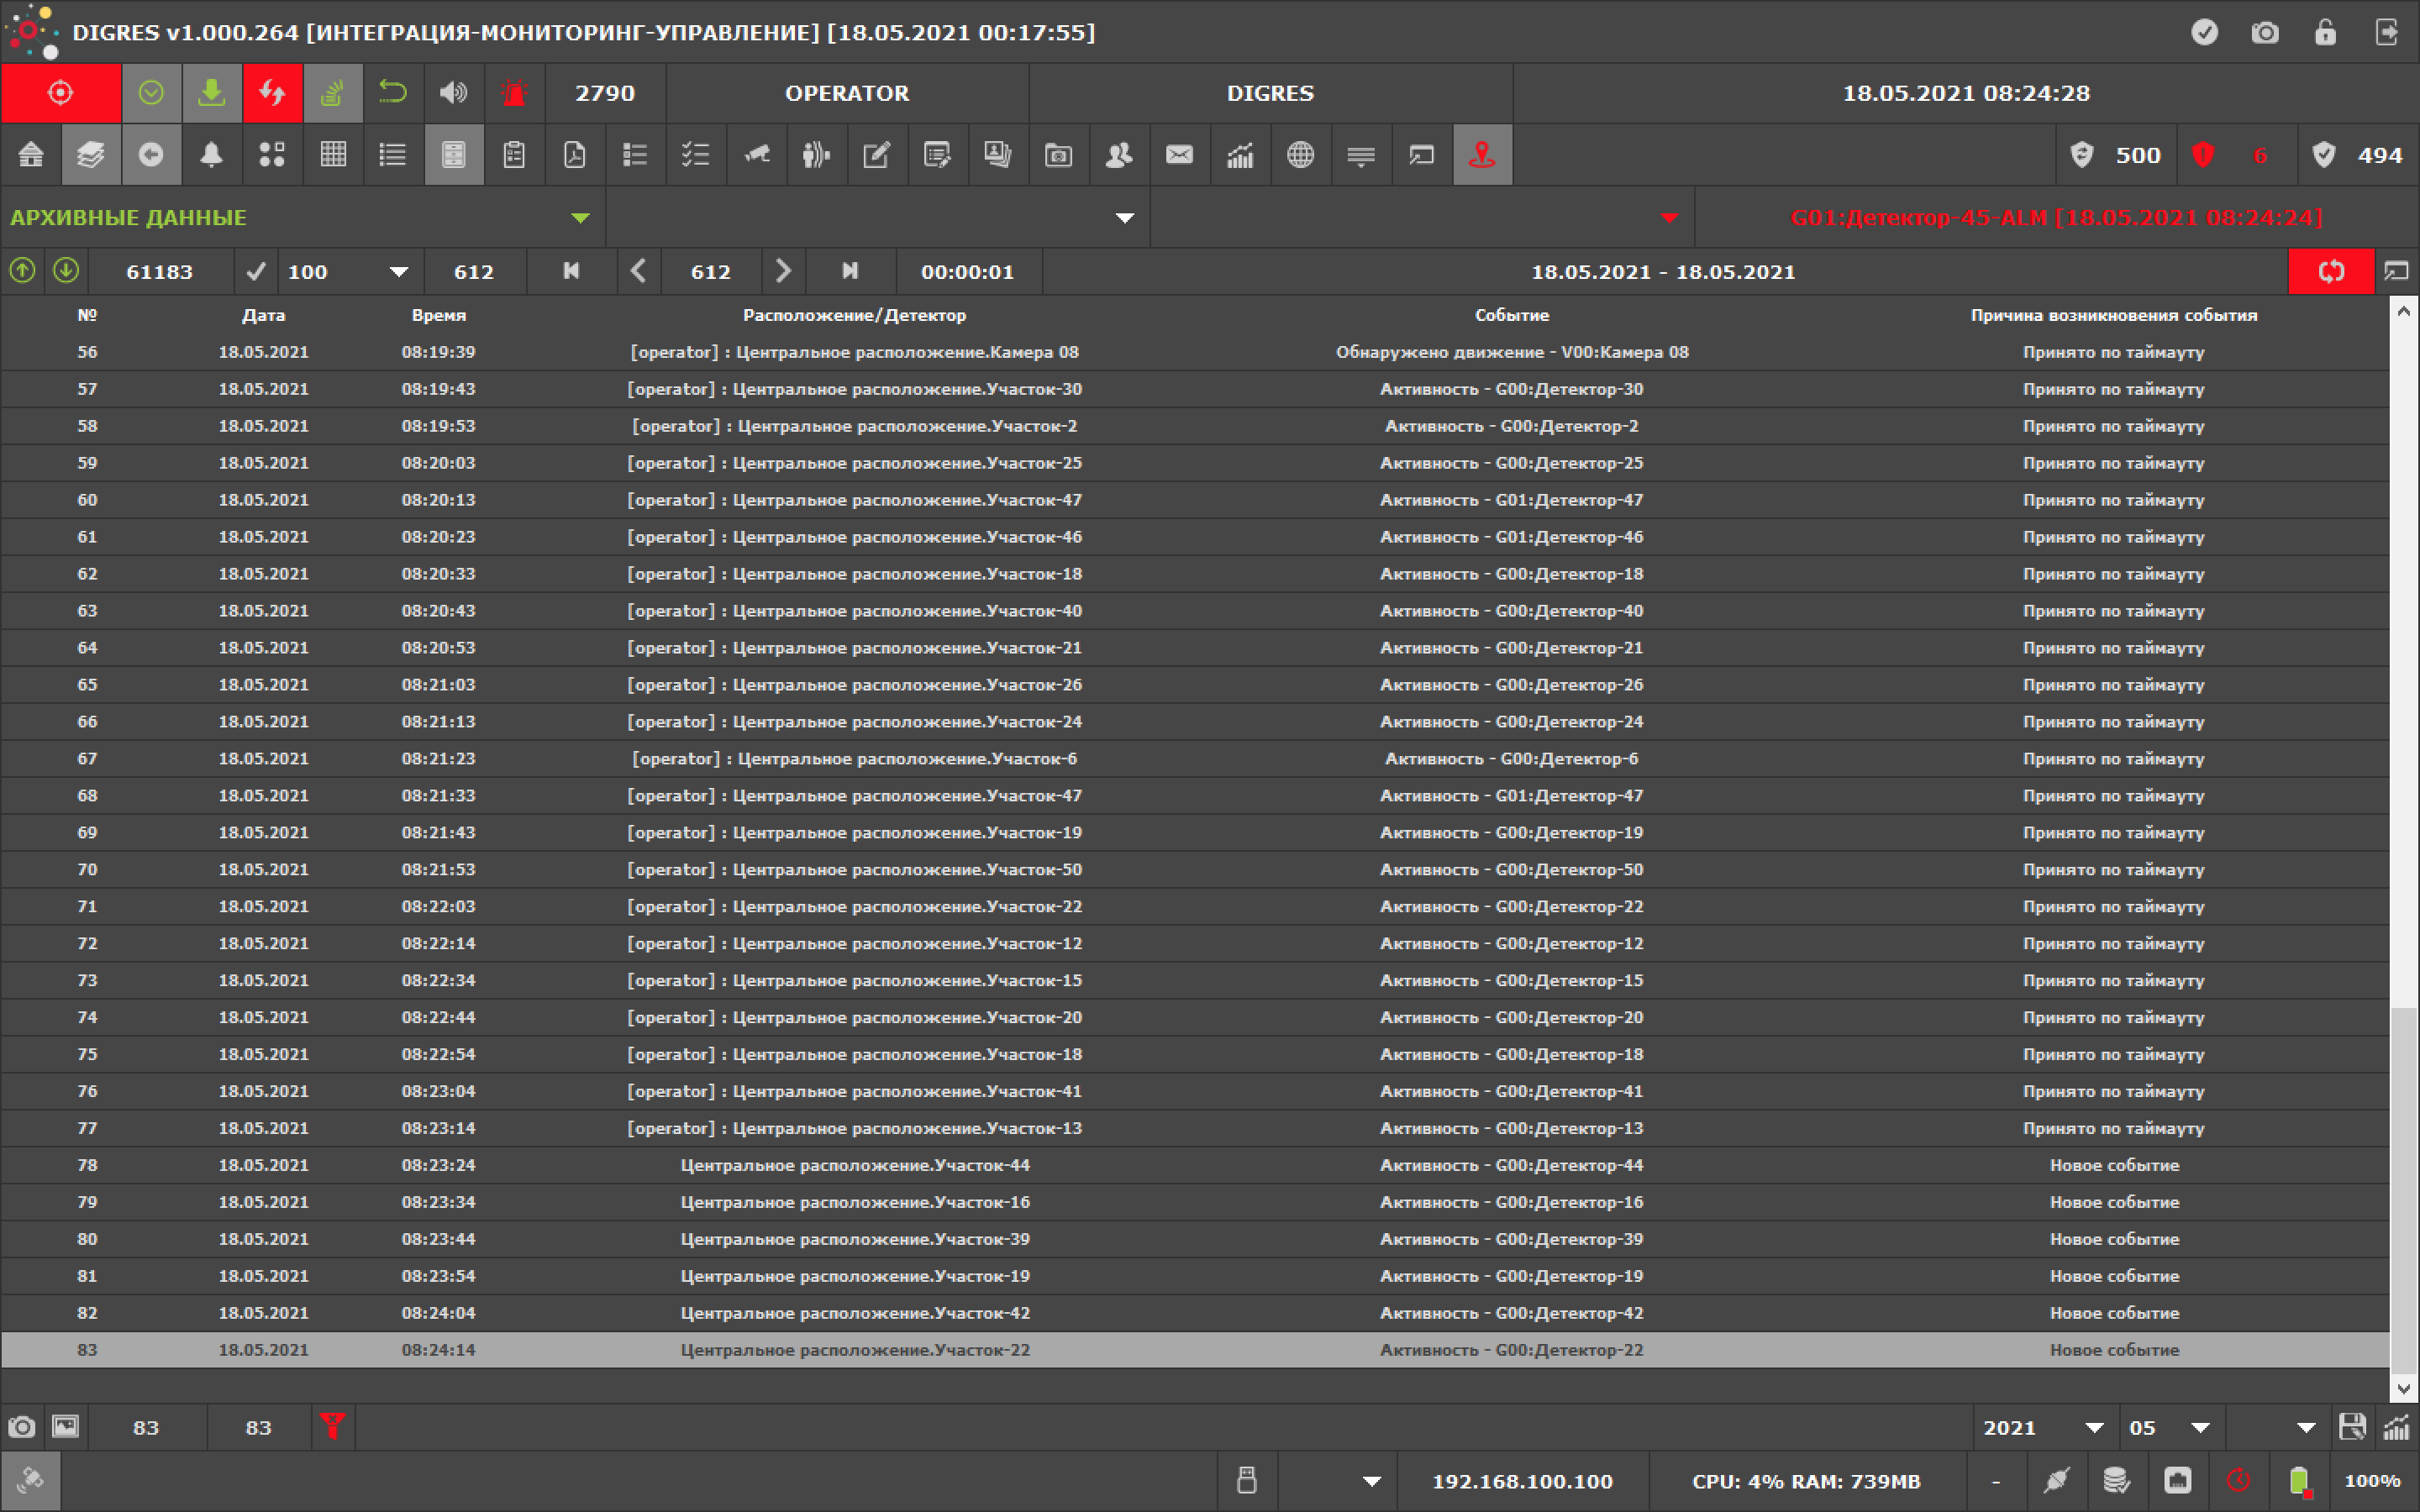 DIGRES v1.000.264 [ИНТЕГРАЦИЯ-МОНИТОРИНГ-УПРАВЛЕНИЕ] [18.05.2021 00:17:55]
2790 OPERATOR DIGRES 18.05.2021 08:24:28
500 6 494
АРХИВНЫЕ ДАННЫЕ G01:Детектор-45-ALM [18.05.2021 08:24:24]
61183 100 612 612 00:00:01 18.05.2021 - 18.05.2021
№ Дата Время Расположение/Детектор Событие Причина возникновения события
56 18.05.2021 08:19:39 [operator] : Центральное расположение.Камера 08 Обнаружено движение - V00:Камера 08 Принято по таймауту
57 18.05.2021 08:19:43 [operator] : Центральное расположение.Участок-30 Активность - G00:Детектор-30 Принято по таймауту
58 18.05.2021 08:19:53 [operator] : Центральное расположение.Участок-2 Активность - G00:Детектор-2 Принято по таймауту
59 18.05.2021 08:20:03 [operator] : Центральное расположение.Участок-25 Активность - G00:Детектор-25 Принято по таймауту
60 18.05.2021 08:20:13 [operator] : Центральное расположение.Участок-47 Активность - G01:Детектор-47 Принято по таймауту
61 18.05.2021 08:20:23 [operator] : Центральное расположение.Участок-46 Активность - G01:Детектор-46 Принято по таймауту
62 18.05.2021 08:20:33 [operator] : Центральное расположение.Участок-18 Активность - G00:Детектор-18 Принято по таймауту
63 18.05.2021 08:20:43 [operator] : Центральное расположение.Участок-40 Активность - G00:Детектор-40 Принято по таймауту
64 18.05.2021 08:20:53 [operator] : Центральное расположение.Участок-21 Активность - G00:Детектор-21 Принято по таймауту
65 18.05.2021 08:21:03 [operator] : Центральное расположение.Участок-26 Активность - G00:Детектор-26 Принято по таймауту
66 18.05.2021 08:21:13 [operator] : Центральное расположение.Участок-24 Активность - G00:Детектор-24 Принято по таймауту
67 18.05.2021 08:21:23 [operator] : Центральное расположение.Участок-6 Активность - G00:Детектор-6 Принято по таймауту
68 18.05.2021 08:21:33 [operator] : Центральное расположение.Участок-47 Активность - G01:Детектор-47 Принято по таймауту
69 18.05.2021 08:21:43 [operator] : Центральное расположение.Участок-19 Активность - G00:Детектор-19 Принято по таймауту
70 18.05.2021 08:21:53 [operator] : Центральное расположение.Участок-50 Активность - G00:Детектор-50 Принято по таймауту
71 18.05.2021 08:22:03 [operator] : Центральное расположение.Участок-22 Активность - G00:Детектор-22 Принято по таймауту
72 18.05.2021 08:22:14 [operator] : Центральное расположение.Участок-12 Активность - G00:Детектор-12 Принято по таймауту
73 18.05.2021 08:22:34 [operator] : Центральное расположение.Участок-15 Активность - G00:Детектор-15 Принято по таймауту
74 18.05.2021 08:22:44 [operator] : Центральное расположение.Участок-20 Активность - G00:Детектор-20 Принято по таймауту
75 18.05.2021 08:22:54 [operator] : Центральное расположение.Участок-18 Активность - G00:Детектор-18 Принято по таймауту
76 18.05.2021 08:23:04 [operator] : Центральное расположение.Участок-41 Активность - G00:Детектор-41 Принято по таймауту
77 18.05.2021 08:23:14 [operator] : Центральное расположение.Участок-13 Активность - G00:Детектор-13 Принято по таймауту
78 18.05.2021 08:23:24 Центральное расположение.Участок-44 Активность - G00:Детектор-44 Новое событие
79 18.05.2021 08:23:34 Центральное расположение.Участок-16 Активность - G00:Детектор-16 Новое событие
80 18.05.2021 08:23:44 Центральное расположение.Участок-39 Активность - G00:Детектор-39 Новое событие
81 18.05.2021 08:23:54 Центральное расположение.Участок-19 Активность - G00:Детектор-19 Новое событие
82 18.05.2021 08:24:04 Центральное расположение.Участок-42 Активность - G00:Детектор-42 Новое событие
83 18.05.2021 08:24:14 Центральное расположение.Участок-22 Активность - G00:Детектор-22 Новое событие
83 83 2021 05
192.168.100.100 CPU: 4% RAM: 739MB - 100%